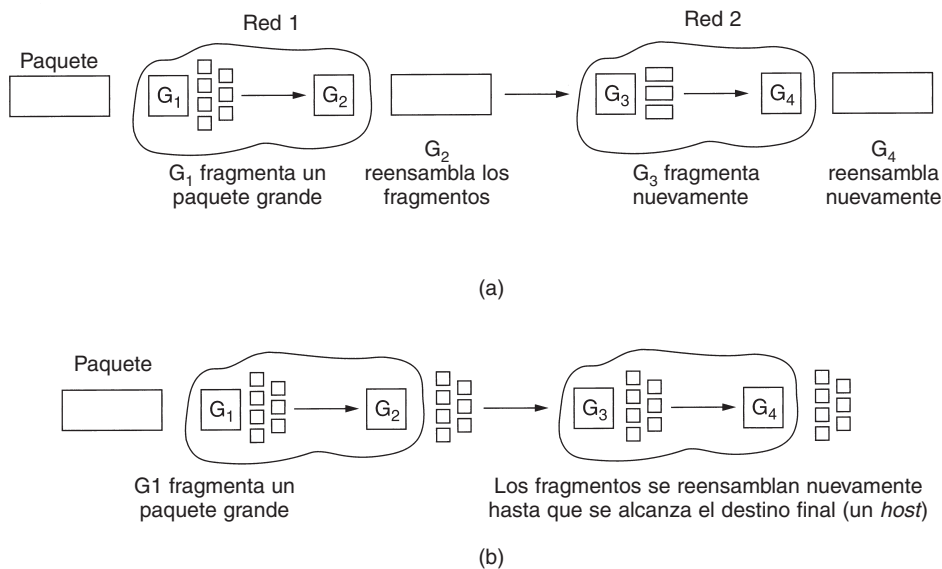 Red 1
Red 2
Paquete
G₁
G₂
G₃
G₄
G₁ fragmenta un
paquete grande
G₂
reensambla los
fragmentos
G₃ fragmenta
nuevamente
G₄
reensambla
nuevamente
(a)
Paquete
G₁
G₂
G₃
G₄
G1 fragmenta un
paquete grande
Los fragmentos se reensamblan nuevamente
hasta que se alcanza el destino final (un host)
(b)